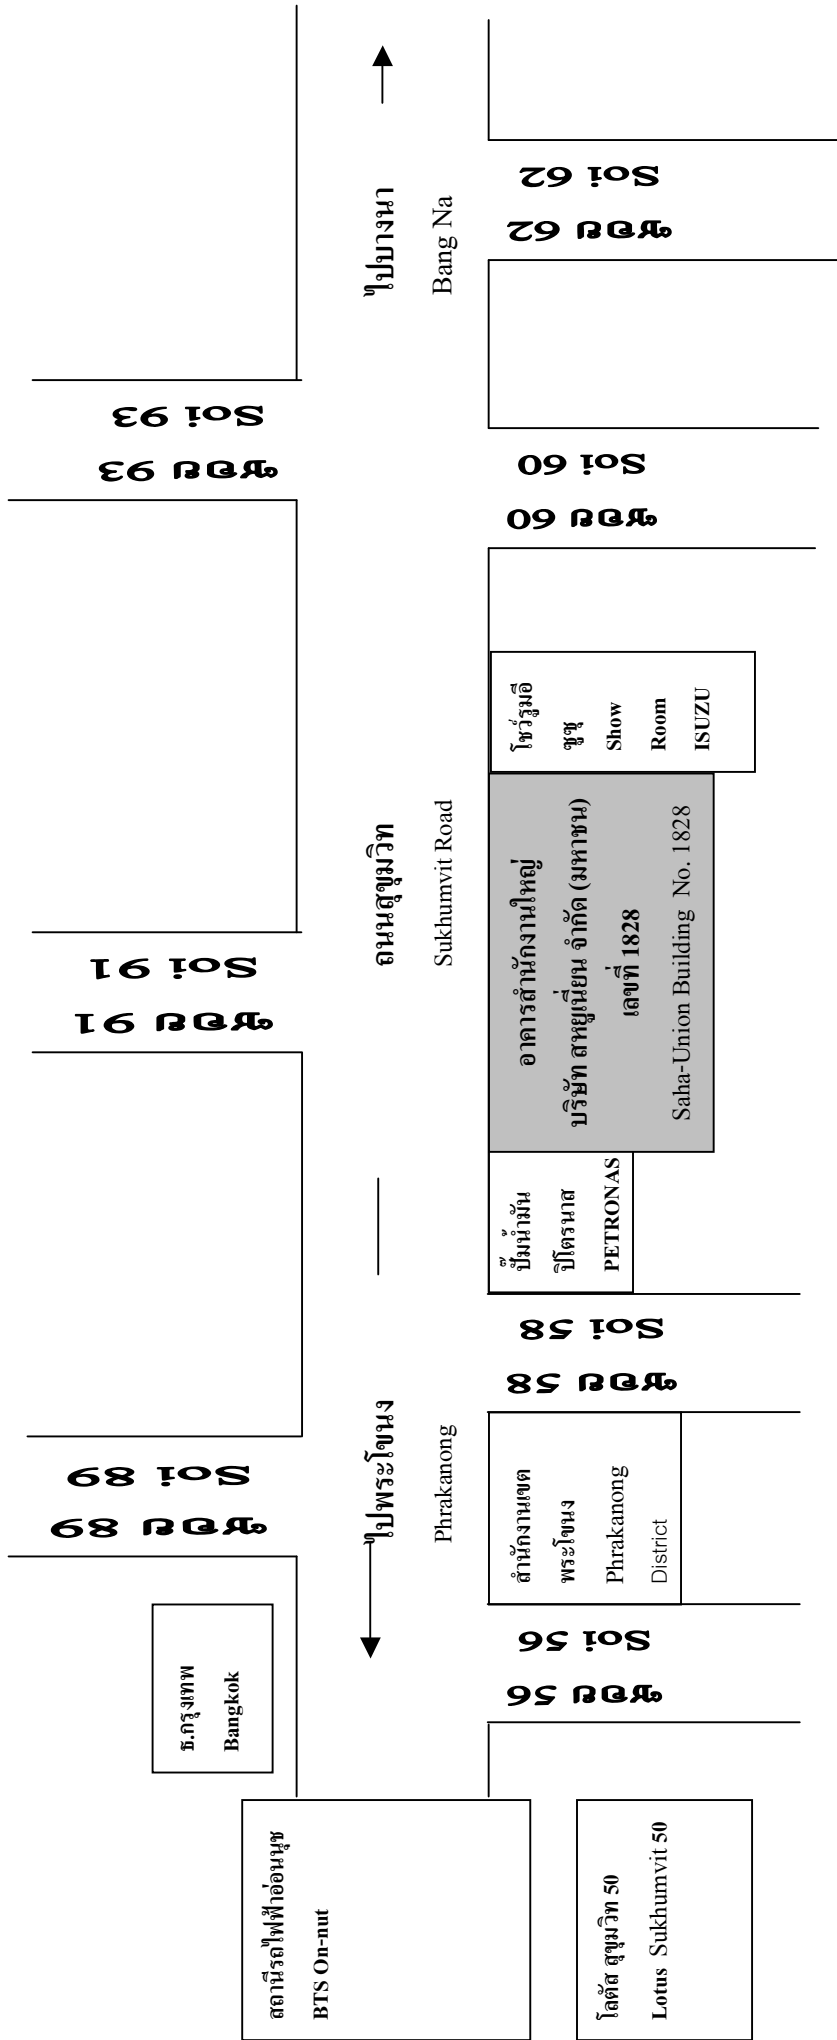 ซอย 89
Soi 89
ซอย 91
Soi 91
ซอย 93
Soi 93
ธ.กรุงเทพ
Bangkok
สถานีรถไฟฟ้าอ่อนนุช
BTS On-nut
ไปพระโขนง
Phrakanong
ถนนสุขุมวิท
Sukhumvit Road
ไปบางนา
Bang Na
โลตัส สุขุมวิท 50
Lotus Sukhumvit 50
ซอย 56
Soi 56
สำนักงานเขต
พระโขนง
Phrakanong
District
ซอย 58
Soi 58
ปั๊มน้ำมัน
ปิโตรนาส
PETRONAS
อาคารสำนักงานใหญ่
บริษัท สหยูเนี่ยน จำกัด (มหาชน)
เลขที่ 1828
Saha-Union Building No. 1828
โชว์รูมอี
ซูซุ
Show
Room
ISUZU
ซอย 60
Soi 60
ซอย 62
Soi 62